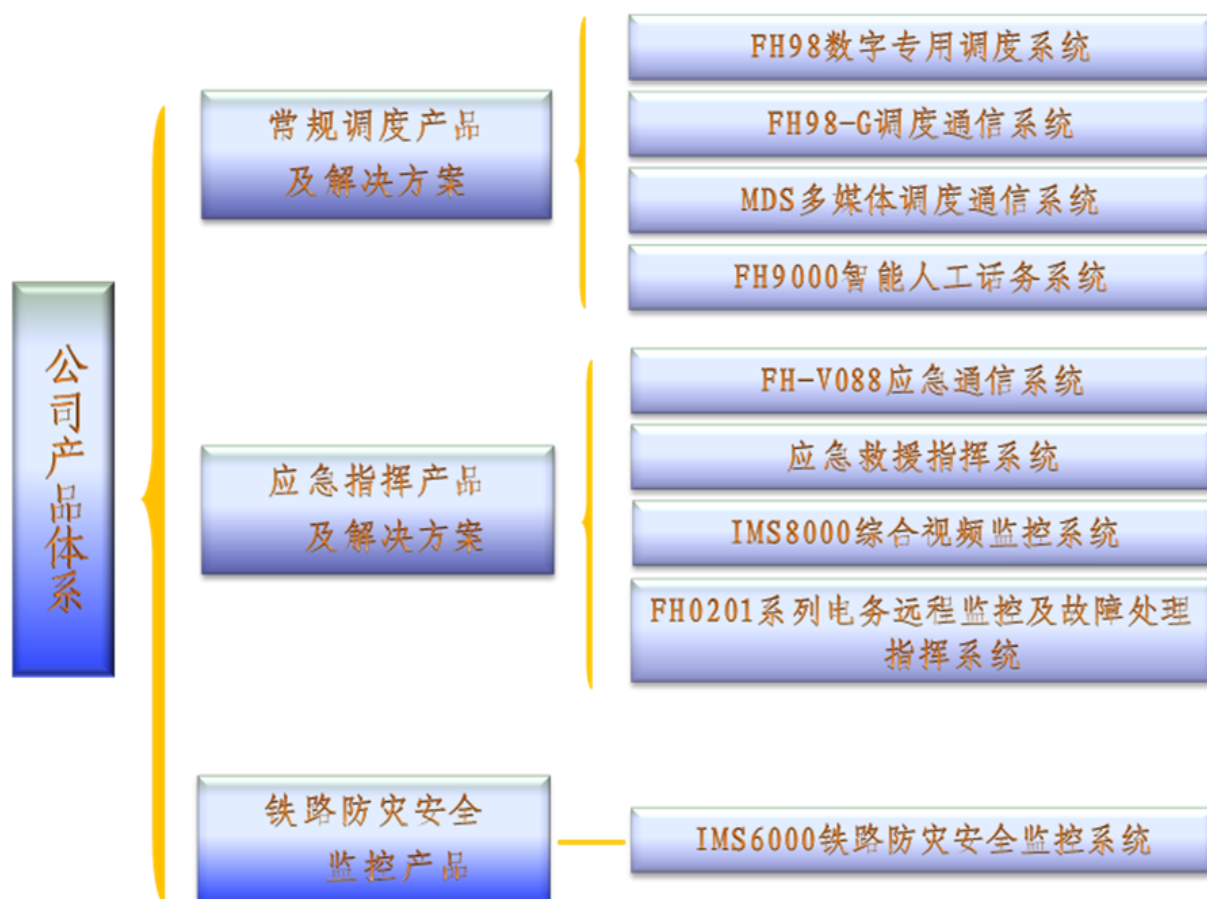 公司产品体系
常规调度产品
及解决方案
FH98数字专用调度系统
FH98-G调度通信系统
MDS多媒体调度通信系统
FH9000智能人工话务系统
应急指挥产品
及解决方案
FH-V088应急通信系统
应急救援指挥系统
IMS8000综合视频监控系统
FH0201系列电务远程监控及故障处理
指挥系统
铁路防灾安全
监控产品
IMS6000铁路防灾安全监控系统